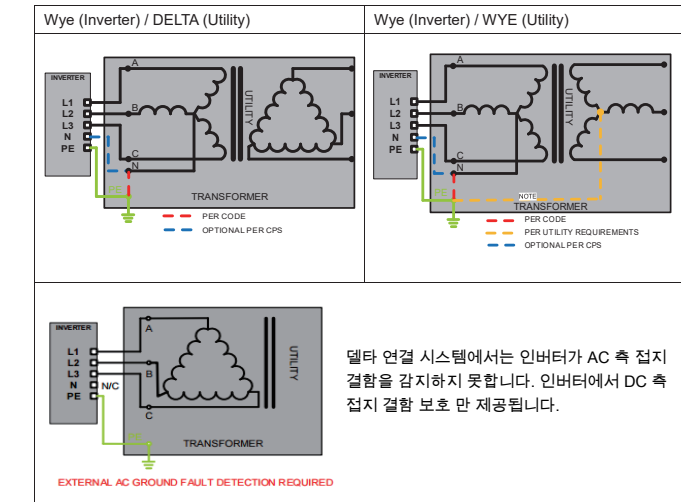 Wye (Inverter) / DELTA (Utility)
Wye (Inverter) / WYE (Utility)
INVERTER
L1
L2
L3
N
PE
A
B
C
N
PE
UTILITY
TRANSFORMER
PER CODE
OPTIONAL PER CPS
INVERTER
L1
L2
L3
N
PE
A
B
C
N
PE
UTILITY
NOTE
TRANSFORMER
PER CODE
PER UTILITY REQUIREMENTS
OPTIONAL PER CPS
INVERTER
L1
L2
L3
N
PE
N/C
A
B
C
PE
UTILITY
TRANSFORMER
EXTERNAL AC GROUND FAULT DETECTION REQUIRED
델타 연결 시스템에서는 인버터가 AC 측 접지
결함을 감지하지 못합니다. 인버터에서 DC 측
접지 결함 보호 만 제공됩니다.